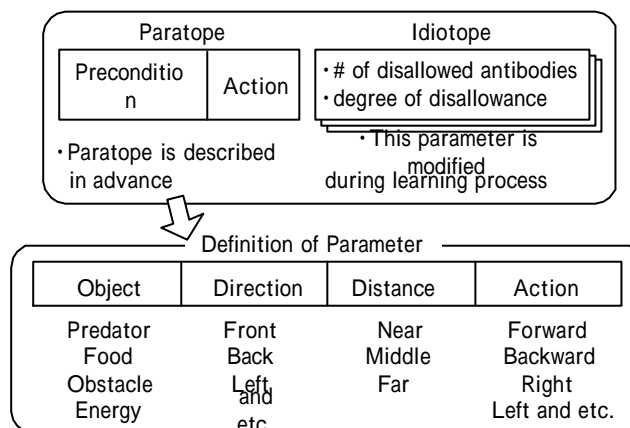 Paratope
Idiotope
Preconditio
n
Action
・# of disallowed antibodies
・degree of disallowance
・Paratope is described
in advance
・This parameter is
modified
during learning process
Definition of Parameter
Object Direction Distance Action
Predator Front Near Forward
Food Back Middle Backward
Obstacle Left Far Right
and
Energy Left and etc.
etc